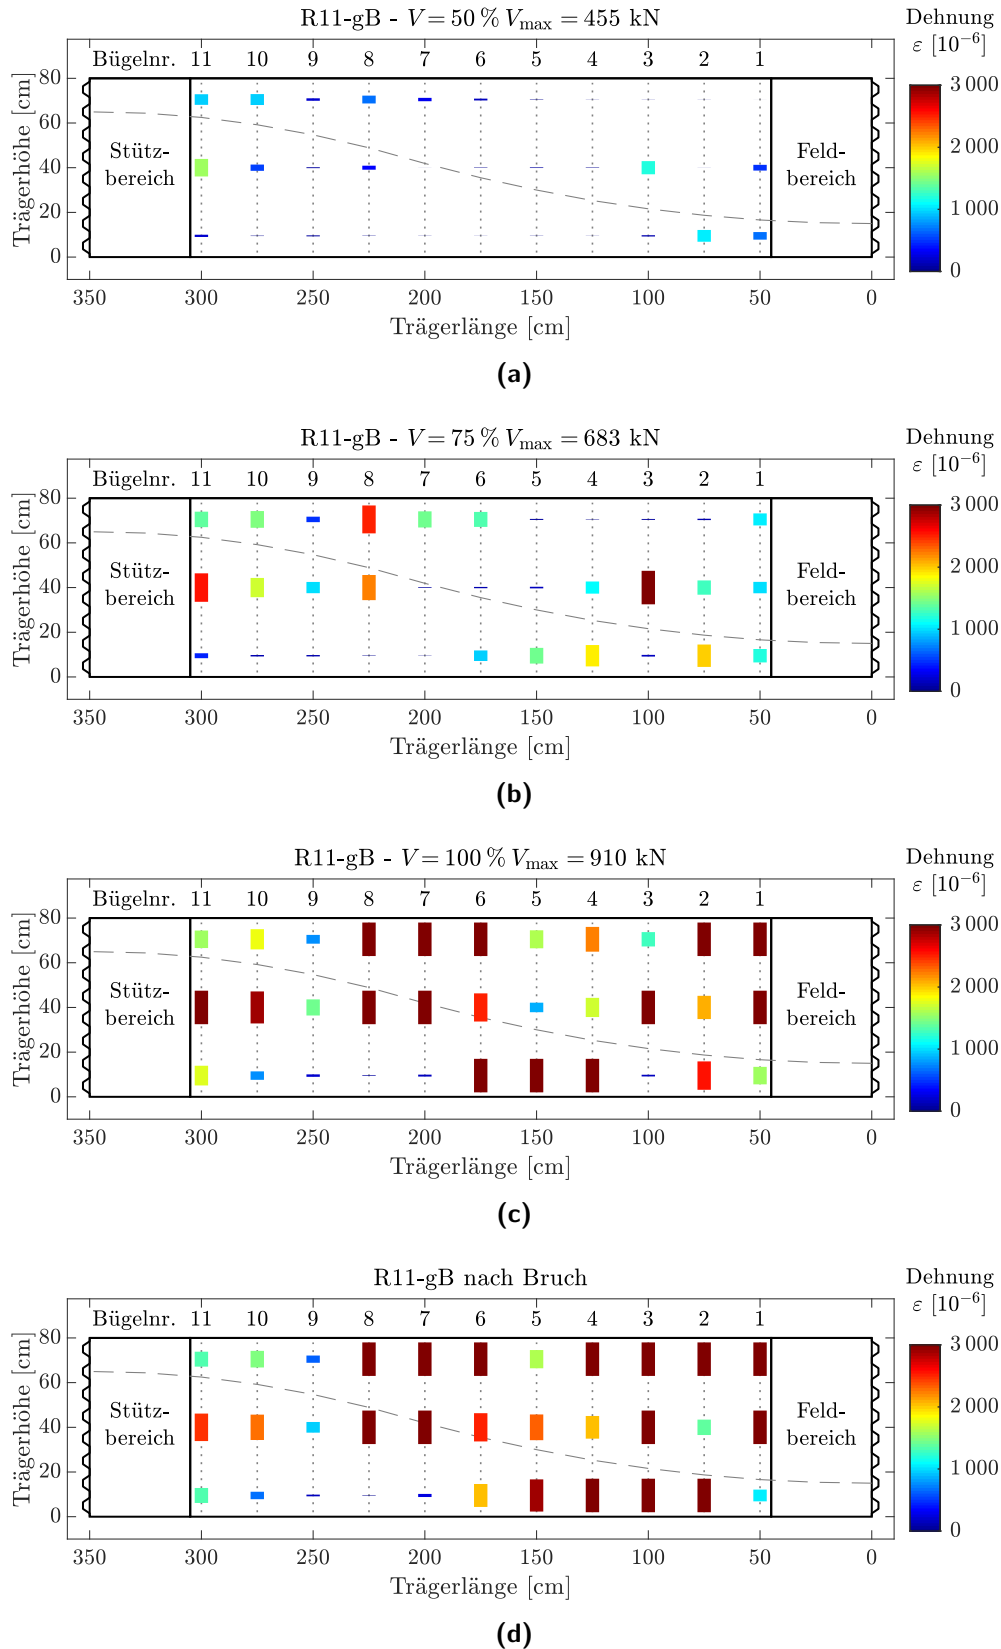 R11-gB - V = 50 % Vmax = 455 kN
Dehnung
ε [10⁻⁶]
Bügelnr. 11 10 9 8 7 6 5 4 3 2 1
Trägerhöhe [cm]
80
60
40
20
0
Stütz-
bereich
Feld-
bereich
3 000
2 000
1 000
0
350 300 250 200 150 100 50 0
Trägerlänge [cm]
(a)
R11-gB - V = 75 % Vmax = 683 kN
Dehnung
ε [10⁻⁶]
Bügelnr. 11 10 9 8 7 6 5 4 3 2 1
Trägerhöhe [cm]
80
60
40
20
0
Stütz-
bereich
Feld-
bereich
3 000
2 000
1 000
0
350 300 250 200 150 100 50 0
Trägerlänge [cm]
(b)
R11-gB - V = 100 % Vmax = 910 kN
Dehnung
ε [10⁻⁶]
Bügelnr. 11 10 9 8 7 6 5 4 3 2 1
Trägerhöhe [cm]
80
60
40
20
0
Stütz-
bereich
Feld-
bereich
3 000
2 000
1 000
0
350 300 250 200 150 100 50 0
Trägerlänge [cm]
(c)
R11-gB nach Bruch
Dehnung
ε [10⁻⁶]
Bügelnr. 11 10 9 8 7 6 5 4 3 2 1
Trägerhöhe [cm]
80
60
40
20
0
Stütz-
bereich
Feld-
bereich
3 000
2 000
1 000
0
350 300 250 200 150 100 50 0
Trägerlänge [cm]
(d)